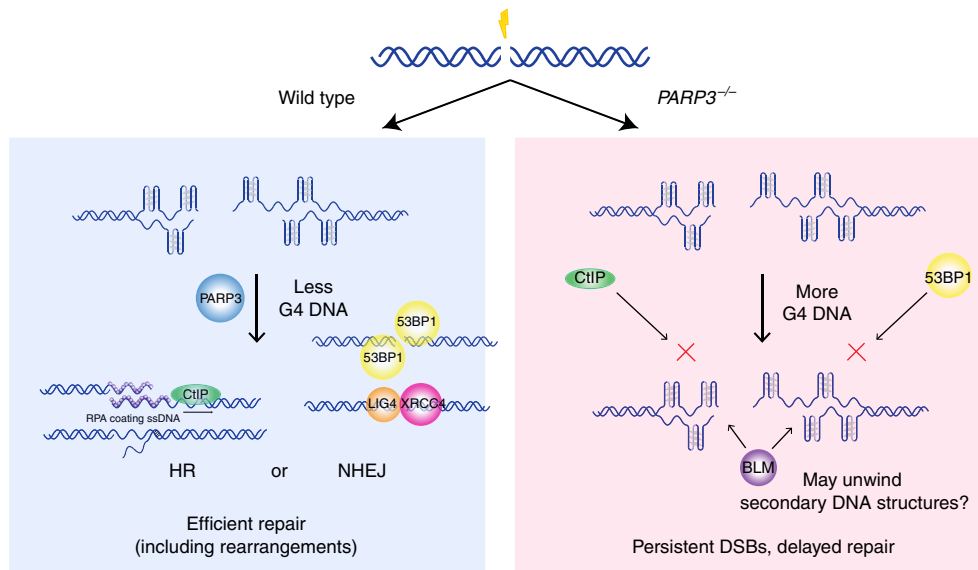 Wild type
PARP3–/–
PARP3
Less
G4 DNA
53BP1
53BP1
CtIP
RPA coating ssDNA
LIG4
XRCC4
HR
or
NHEJ
Efficient repair
(including rearrangements)
CtIP
53BP1
More
G4 DNA
BLM
May unwind
secondary DNA structures?
Persistent DSBs, delayed repair